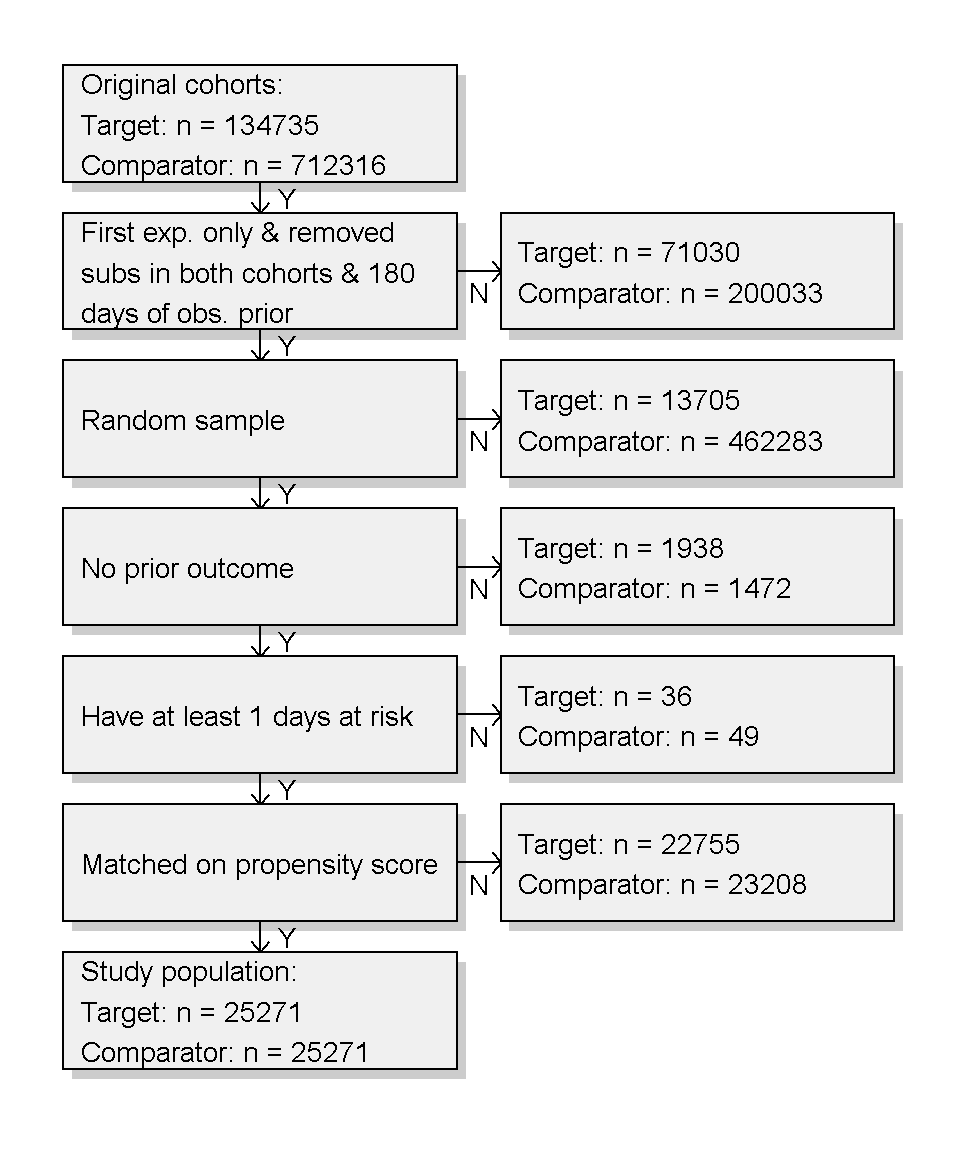 Original cohorts:
Target: n = 134735
Comparator: n = 712316
Y
First exp. only & removed
subs in both cohorts & 180
days of obs. prior
N
Target: n = 71030
Comparator: n = 200033
Y
Random sample
N
Target: n = 13705
Comparator: n = 462283
Y
No prior outcome
N
Target: n = 1938
Comparator: n = 1472
Y
Have at least 1 days at risk
N
Target: n = 36
Comparator: n = 49
Y
Matched on propensity score
N
Target: n = 22755
Comparator: n = 23208
Y
Study population:
Target: n = 25271
Comparator: n = 25271